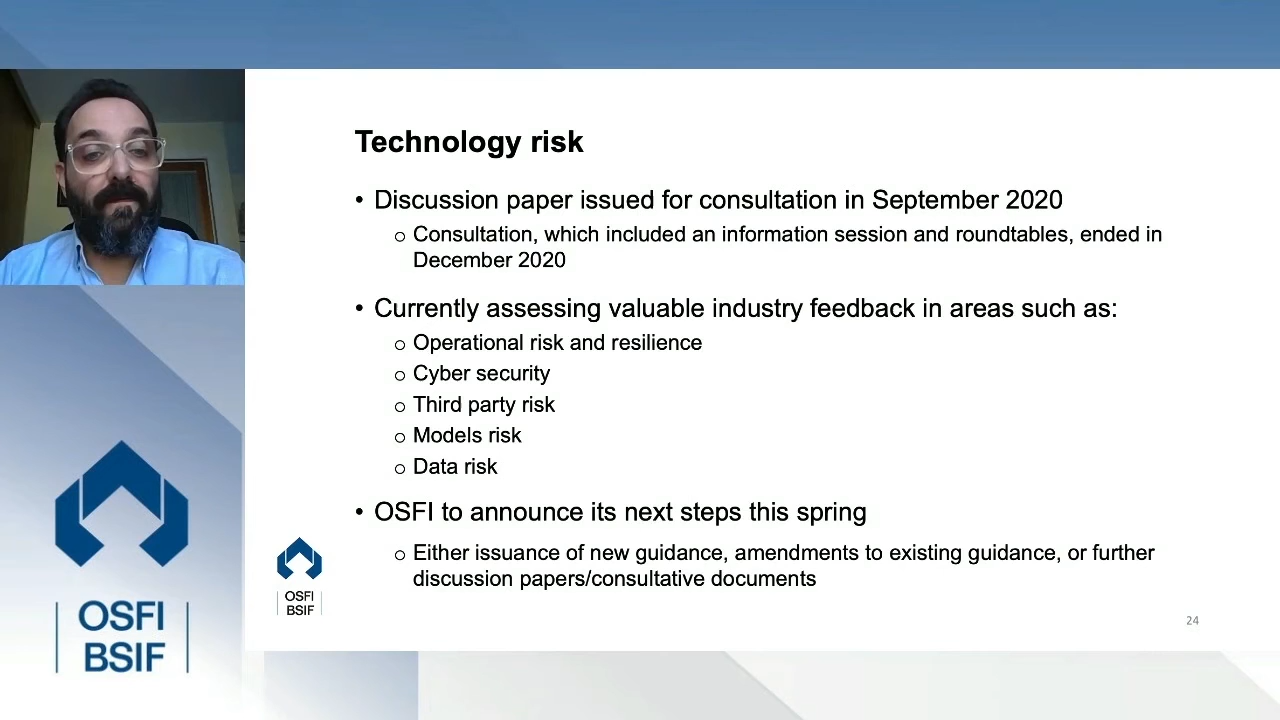 Technology risk
• Discussion paper issued for consultation in September 2020
o Consultation, which included an information session and roundtables, ended in
December 2020
• Currently assessing valuable industry feedback in areas such as:
o Operational risk and resilience
o Cyber security
o Third party risk
o Models risk
o Data risk
• OSFI to announce its next steps this spring
o Either issuance of new guidance, amendments to existing guidance, or further
discussion papers/consultative documents
OSFI
BSIF
24
OSFI
BSIF